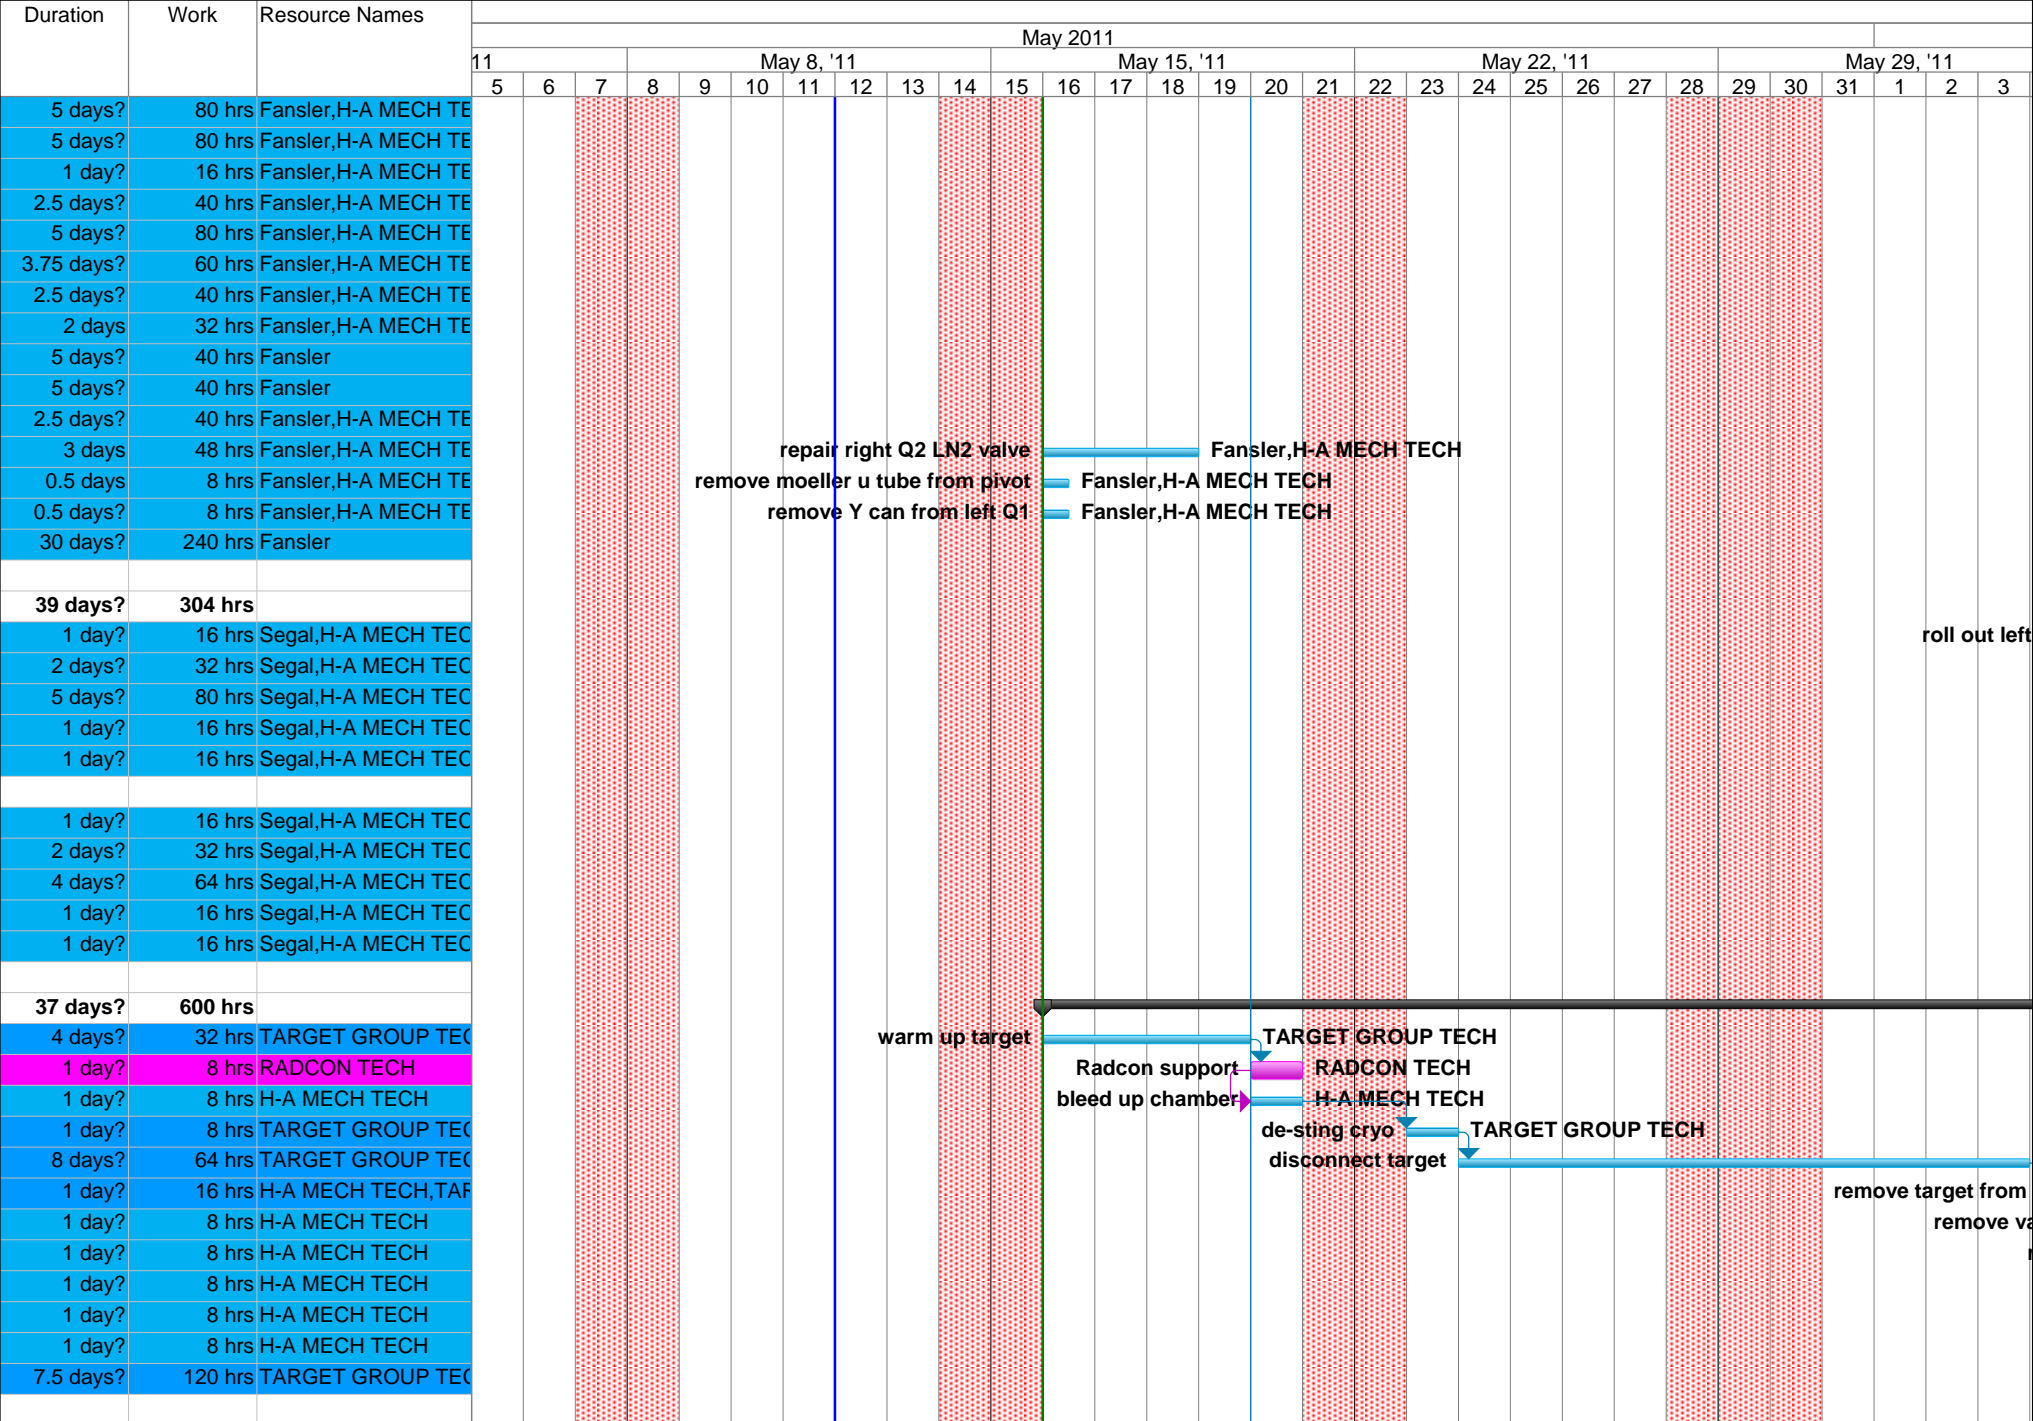 Duration Work Resource Names
May 2011
11 May 8, '11 May 15, '11 May 22, '11 May 29, '11
5 6 7 8 9 10 11 12 13 14 15 16 17 18 19 20 21 22 23 24 25 26 27 28 29 30 31 1 2 3
5 days? 80 hrs Fansler,H-A MECH TE
5 days? 80 hrs Fansler,H-A MECH TE
1 day? 16 hrs Fansler,H-A MECH TE
2.5 days? 40 hrs Fansler,H-A MECH TE
5 days? 80 hrs Fansler,H-A MECH TE
3.75 days? 60 hrs Fansler,H-A MECH TE
2.5 days? 40 hrs Fansler,H-A MECH TE
2 days 32 hrs Fansler,H-A MECH TE
5 days? 40 hrs Fansler
5 days? 40 hrs Fansler
2.5 days? 40 hrs Fansler,H-A MECH TE
3 days 48 hrs Fansler,H-A MECH TE repair right Q2 LN2 valve Fansler,H-A MECH TECH
0.5 days 8 hrs Fansler,H-A MECH TE remove moeller u tube from pivot Fansler,H-A MECH TECH
0.5 days? 8 hrs Fansler,H-A MECH TE remove Y can from left Q1 Fansler,H-A MECH TECH
30 days? 240 hrs Fansler
39 days? 304 hrs
1 day? 16 hrs Segal,H-A MECH TEC roll out left
2 days? 32 hrs Segal,H-A MECH TEC
5 days? 80 hrs Segal,H-A MECH TEC
1 day? 16 hrs Segal,H-A MECH TEC
1 day? 16 hrs Segal,H-A MECH TEC
1 day? 16 hrs Segal,H-A MECH TEC
2 days? 32 hrs Segal,H-A MECH TEC
4 days? 64 hrs Segal,H-A MECH TEC
1 day? 16 hrs Segal,H-A MECH TEC
1 day? 16 hrs Segal,H-A MECH TEC
37 days? 600 hrs
4 days? 32 hrs TARGET GROUP TEC warm up target TARGET GROUP TECH
1 day? 8 hrs RADCON TECH Radcon support RADCON TECH
1 day? 8 hrs H-A MECH TECH bleed up chamber H-A MECH TECH
1 day? 8 hrs TARGET GROUP TEC de-sting cryo TARGET GROUP TECH
8 days? 64 hrs TARGET GROUP TEC disconnect target
1 day? 16 hrs H-A MECH TECH,TAR remove target from
1 day? 8 hrs H-A MECH TECH remove va
1 day? 8 hrs H-A MECH TECH
1 day? 8 hrs H-A MECH TECH
1 day? 8 hrs H-A MECH TECH
1 day? 8 hrs H-A MECH TECH
7.5 days? 120 hrs TARGET GROUP TEC